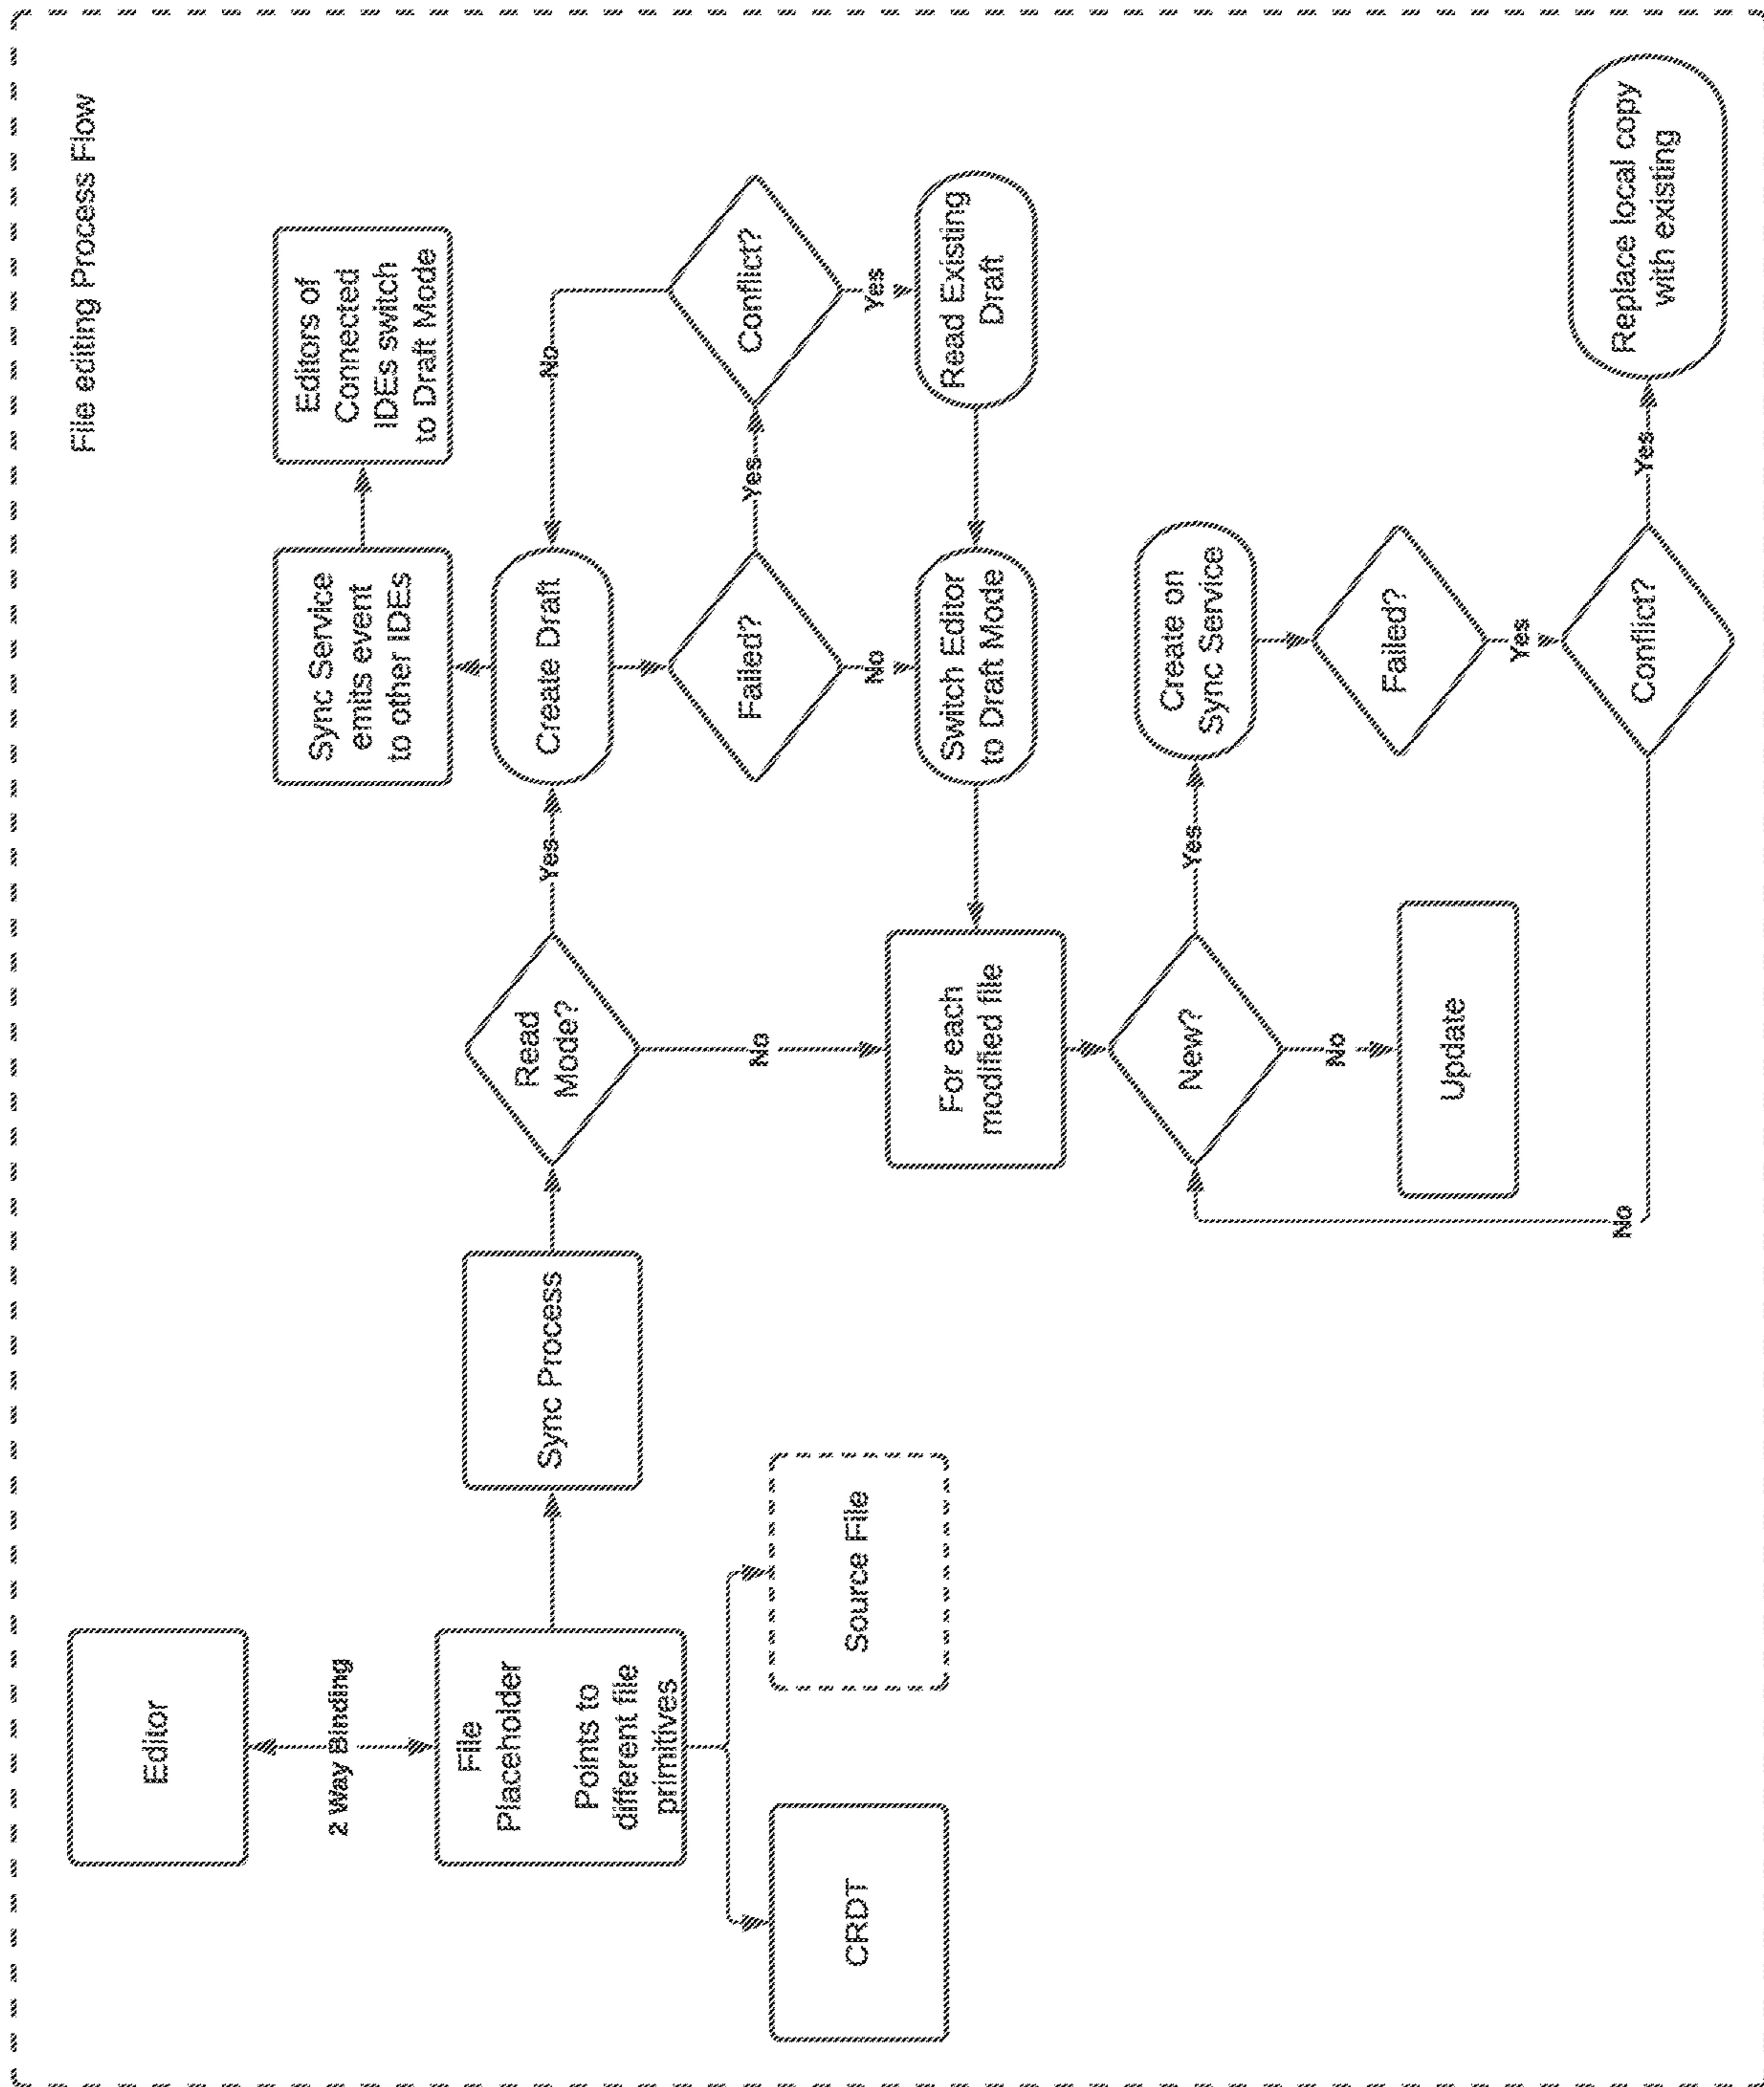 File editing Process Flow
Editor
2 Way Binding
File
Placeholder
Points to
different file
primitives
CRDT
Source File
Sync Process
Read
Mode?
Yes
No
Create Draft
Sync Service
emits event
to other IDEs
Editors of
Connected
IDEs switch
to Draft Mode
Failed?
Yes
No
Conflict?
No
Yes
Read Existing
Draft
Switch Editor
to Draft Mode
For each
modified file
New?
Yes
No
Update
Create on
Sync Service
Failed?
Yes
Conflict?
Yes
No
Replace local copy
with existing